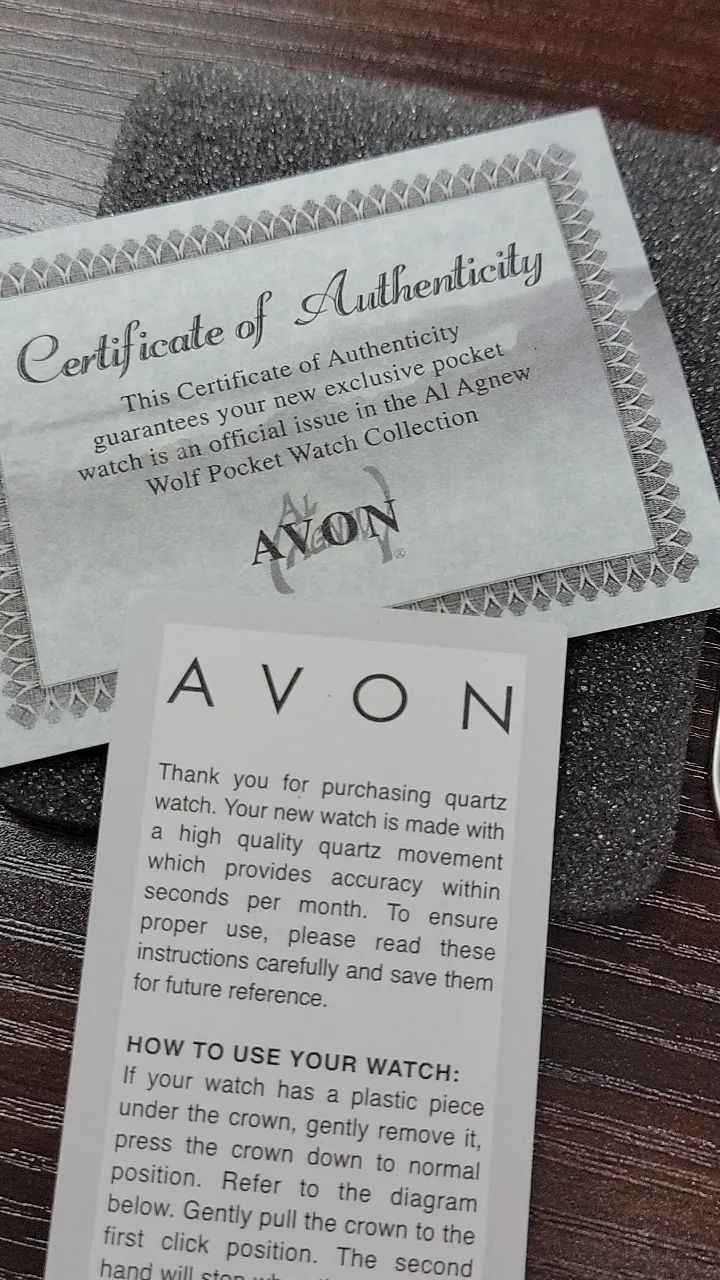 Certificate of Authenticity
This Certificate of Authenticity
guarantees your new exclusive pocket
watch is an official issue in the Al Agnew
Wolf Pocket Watch Collection
AL
AGNEW
AVON
®
AVON
Thank you for purchasing quartz
watch. Your new watch is made with
a high quality quartz movement
which provides accuracy within
seconds per month. To ensure
proper use, please read these
instructions carefully and save them
for future reference.
HOW TO USE YOUR WATCH:
If your watch has a plastic piece
under the crown, gently remove it,
press the crown down to normal
position. Refer to the diagram
below. Gently pull the crown to the
first click position. The second
hand will stop